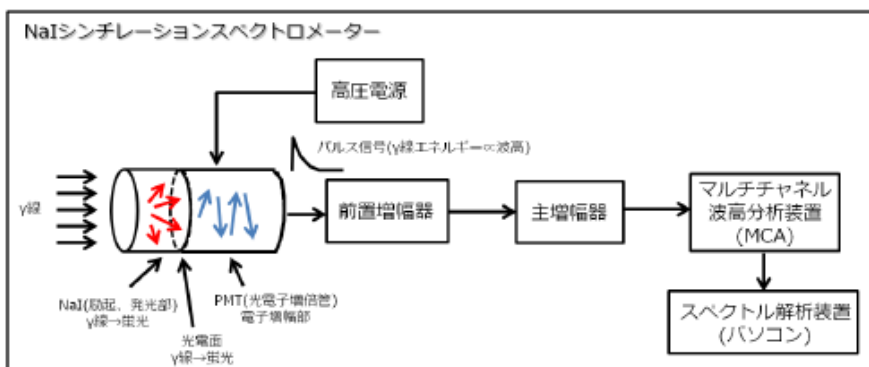 NaIシンチレーションスペクトロメーター
高圧電源
パルス信号(γ線エネルギー∝波高)
γ線
前置増幅器
主増幅器
マルチチャネル
波高分析装置
(MCA)
NaI(励起、発光部)
γ線→蛍光
PMT(光電子増倍管)
電子増幅部
光電面
γ線→蛍光
スペクトル解析装置
(パソコン)